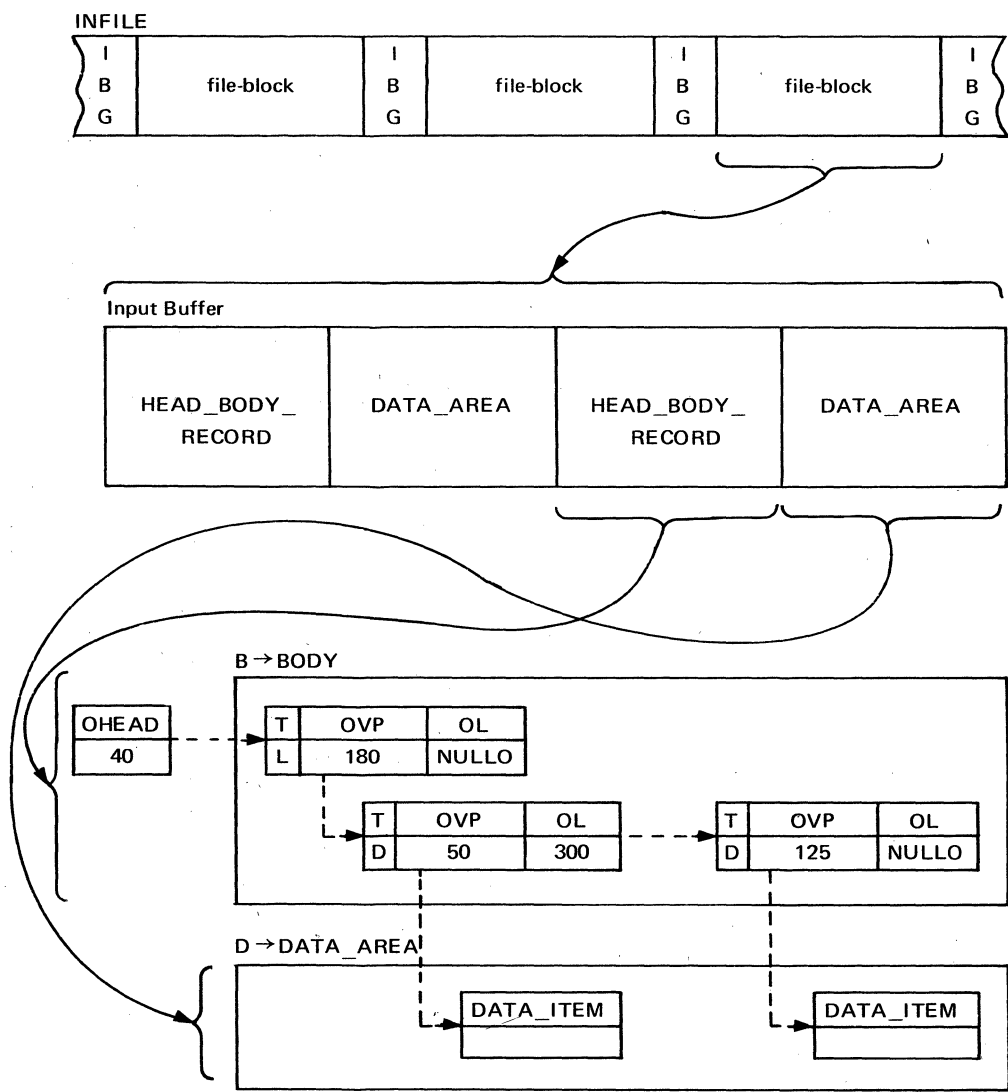 INFILE
I B G
file-block
I B G
file-block
I B G
file-block
I B G
Input Buffer
HEAD_BODY_
RECORD
DATA_AREA
HEAD_BODY_
RECORD
DATA_AREA
B→BODY
OHEAD
40
T OVP OL
L 180 NULLO
T OVP OL
D 50 300
T OVP OL
D 125 NULLO
D→DATA_AREA
DATA_ITEM
DATA_ITEM